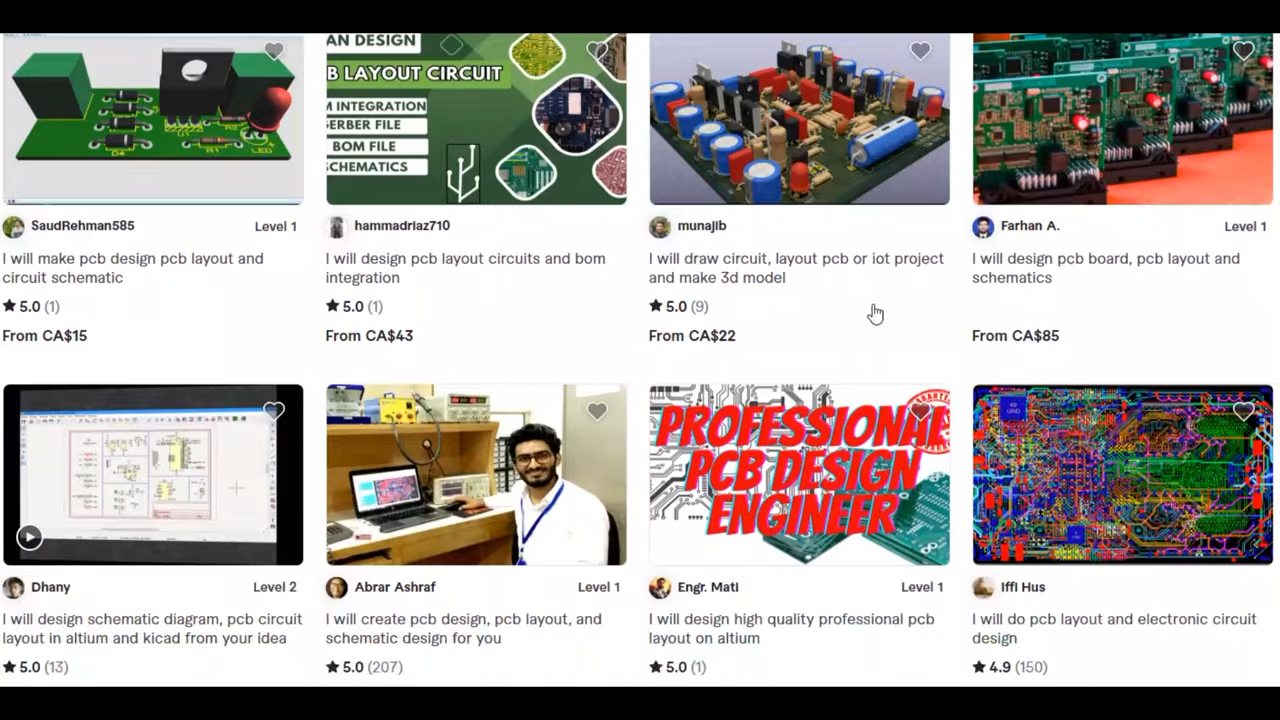 AN DESIGN
B LAYOUT CIRCUIT
M INTEGRATION
ERBER FILE
BOM FILE
SCHEMATICS
D4
U1
R1
LED
SaudRehman585
Level 1
I will make pcb design pcb layout and
circuit schematic
5.0 (1)
From CA$15
hammadriaz710
I will design pcb layout circuits and bom
integration
5.0 (1)
From CA$43
munajib
I will draw circuit, layout pcb or iot project
and make 3d model
5.0 (9)
From CA$22
Farhan A.
Level 1
I will design pcb board, pcb layout and
schematics
From CA$85
Dhany
Level 2
I will design schematic diagram, pcb circuit
layout in altium and kicad from your idea
5.0 (13)
Abrar Ashraf
Level 1
I will create pcb design, pcb layout, and
schematic design for you
5.0 (207)
PROFESSIONAL
PCB DESIGN
ENGINEER
Engr. Mati
Level 1
I will design high quality professional pcb
layout on altium
5.0 (1)
49
GND
Iffi Hus
I will do pcb layout and electronic circuit
design
4.9 (150)